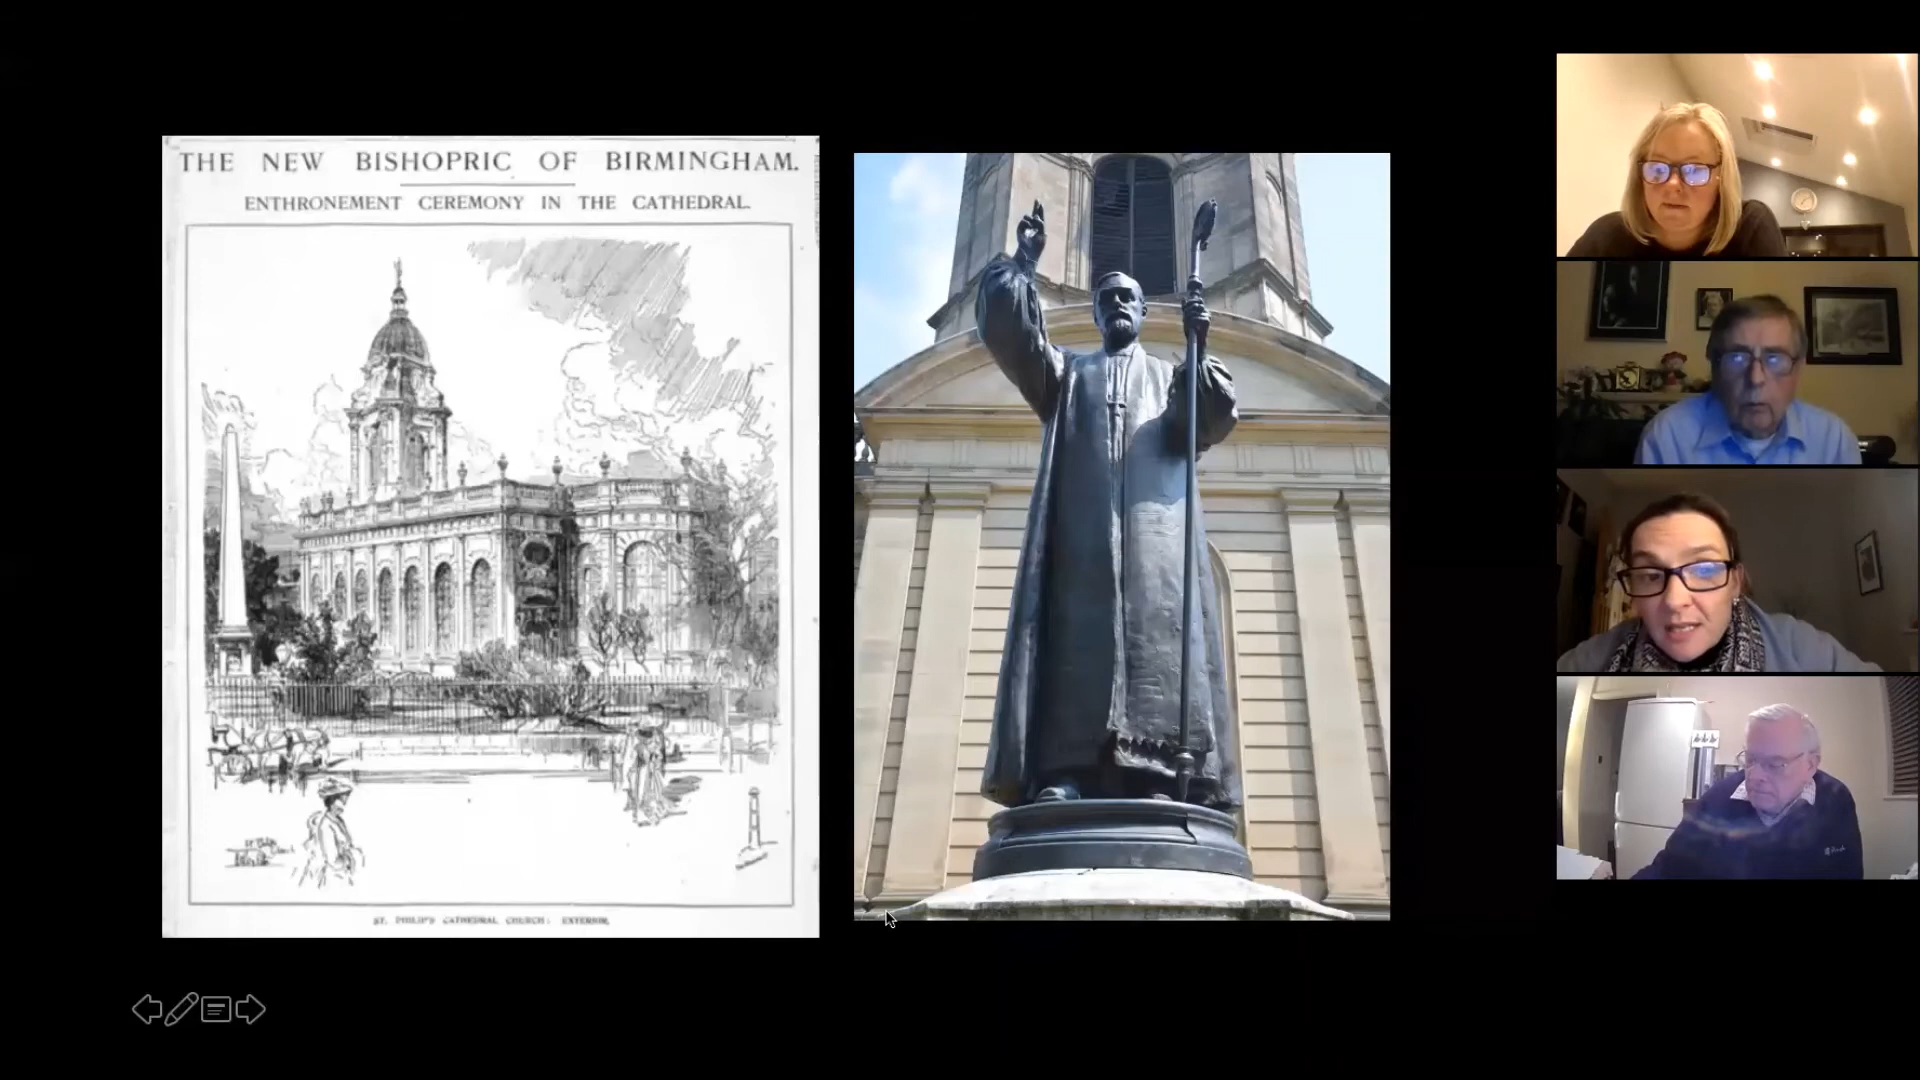 THE NEW BISHOPRIC OF BIRMINGHAM.
ENTHRONEMENT CEREMONY IN THE CATHEDRAL.
ST. PHILIP'S CATHEDRAL CHURCH: EXTERIOR.